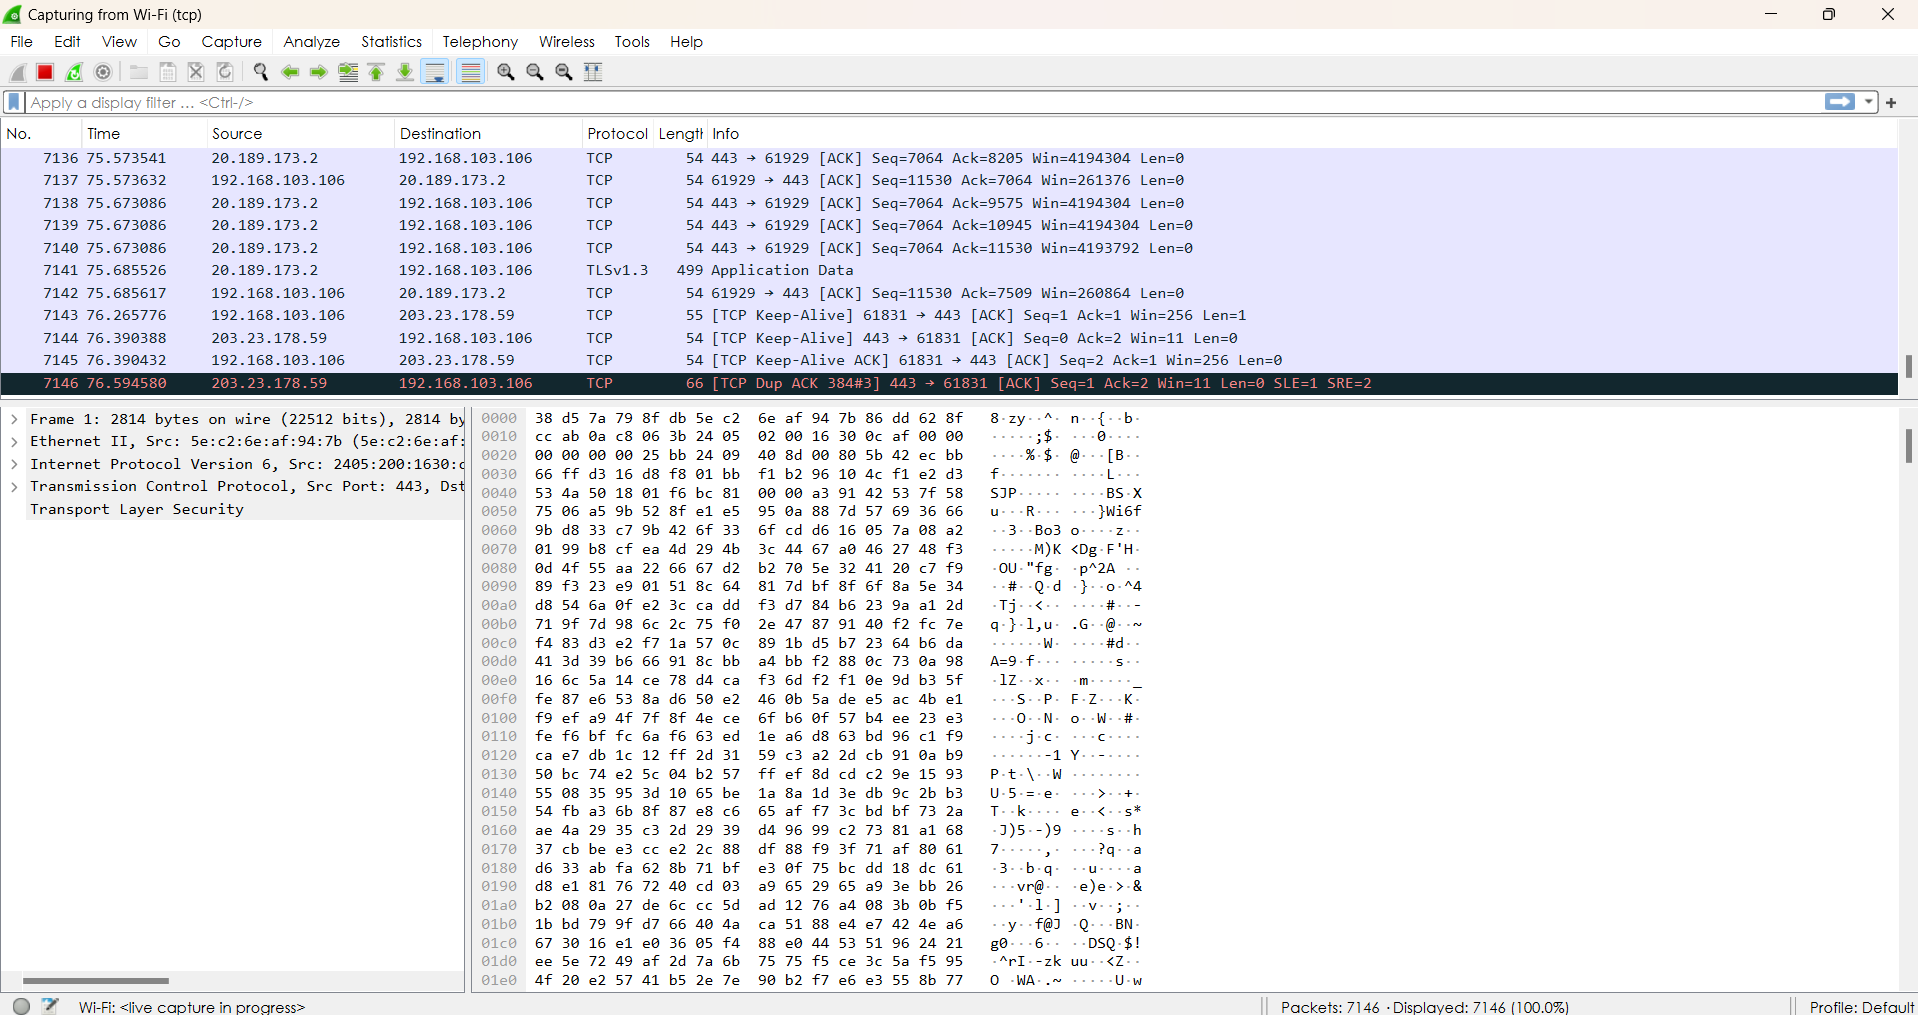 Capturing from Wi-Fi (tcp)
File Edit View Go Capture Analyze Statistics Telephony Wireless Tools Help
Apply a display filter … <Ctrl-/>
No. Time Source Destination Protocol Length Info
7136 75.573541 20.189.173.2 192.168.103.106 TCP 54 443 → 61929 [ACK] Seq=7064 Ack=8205 Win=4194304 Len=0
7137 75.573632 192.168.103.106 20.189.173.2 TCP 54 61929 → 443 [ACK] Seq=11530 Ack=7064 Win=261376 Len=0
7138 75.673086 20.189.173.2 192.168.103.106 TCP 54 443 → 61929 [ACK] Seq=7064 Ack=9575 Win=4194304 Len=0
7139 75.673086 20.189.173.2 192.168.103.106 TCP 54 443 → 61929 [ACK] Seq=7064 Ack=10945 Win=4194304 Len=0
7140 75.673086 20.189.173.2 192.168.103.106 TCP 54 443 → 61929 [ACK] Seq=7064 Ack=11530 Win=4193792 Len=0
7141 75.685526 20.189.173.2 192.168.103.106 TLSv1.3 499 Application Data
7142 75.685617 192.168.103.106 20.189.173.2 TCP 54 61929 → 443 [ACK] Seq=11530 Ack=7509 Win=260864 Len=0
7143 76.265776 192.168.103.106 203.23.178.59 TCP 55 [TCP Keep-Alive] 61831 → 443 [ACK] Seq=1 Ack=1 Win=256 Len=1
7144 76.390388 203.23.178.59 192.168.103.106 TCP 54 [TCP Keep-Alive] 443 → 61831 [ACK] Seq=0 Ack=2 Win=11 Len=0
7145 76.390432 192.168.103.106 203.23.178.59 TCP 54 [TCP Keep-Alive ACK] 61831 → 443 [ACK] Seq=2 Ack=1 Win=256 Len=0
7146 76.594580 203.23.178.59 192.168.103.106 TCP 66 [TCP Dup ACK 384#3] 443 → 61831 [ACK] Seq=1 Ack=2 Win=11 Len=0 SLE=1 SRE=2
Frame 1: 2814 bytes on wire (22512 bits), 2814 by
Ethernet II, Src: 5e:c2:6e:af:94:7b (5e:c2:6e:af:
Internet Protocol Version 6, Src: 2405:200:1630:c
Transmission Control Protocol, Src Port: 443, Dst
Transport Layer Security
0000 38 d5 7a 79 8f db 5e c2 6e af 94 7b 86 dd 62 8f 8·zy··^· n··{··b·
0010 cc ab 0a c8 06 3b 24 05 02 00 16 30 0c af 00 00 ·····;$· ···0····
0020 00 00 00 00 25 bb 24 09 40 8d 00 80 5b 42 ec bb ····%·$· @···[B··
0030 66 ff d3 16 d8 f8 01 bb f1 b2 96 10 4c f1 e2 d3 f······· ····L···
0040 53 4a 50 18 01 f6 bc 81 00 00 a3 91 42 53 7f 58 SJP····· ····BS·X
0050 75 06 a5 9b 52 8f e1 e5 95 0a 88 7d 57 69 36 66 u···R··· ···}Wi6f
0060 9b d8 33 c7 9b 42 6f 33 6f cd d6 16 05 7a 08 a2 ··3··Bo3 o····z··
0070 01 99 b8 cf ea 4d 29 4b 3c 44 67 a0 46 27 48 f3 ·····M)K <Dg·F'H·
0080 0d 4f 55 aa 22 66 67 d2 b2 70 5e 32 41 20 c7 f9 ·OU·"fg· ·p^2A ··
0090 89 f3 23 e9 01 51 8c 64 81 7d bf 8f 6f 8a 5e 34 ··#··Q·d ·}··o·^4
00a0 d8 54 6a 0f e2 3c ca dd f3 d7 84 b6 23 9a a1 2d ·Tj··<·· ····#··-
00b0 71 9f 7d 98 6c 2c 75 f0 2e 47 87 91 40 f2 fc 7e q·}·l,u· .G··@··~
00c0 f4 83 d3 e2 f7 1a 57 0c 89 1b d5 b7 23 64 b6 da ······W· ····#d··
00d0 41 3d 39 b6 66 91 8c bb a4 bb f2 88 0c 73 0a 98 A=9·f··· ·····s··
00e0 16 6c 5a 14 ce 78 d4 ca f3 6d f2 f1 0e 9d b3 5f ·lZ··x·· ·m·····_
00f0 fe 87 e6 53 8a d6 50 e2 46 0b 5a de e5 ac 4b e1 ···S··P· F·Z···K·
0100 f9 ef a9 4f 7f 8f 4e ce 6f b6 0f 57 b4 ee 23 e3 ···O··N· o··W··#·
0110 fe f6 bf fc 6a f6 63 ed 1e a6 d8 63 bd 96 c1 f9 ····j·c· ···c····
0120 ca e7 db 1c 12 ff 2d 31 59 c3 a2 2d cb 91 0a b9 ······-1 Y··-····
0130 50 bc 74 e2 5c 04 b2 57 ff ef 8d cd c2 9e 15 93 P·t·\··W ········
0140 55 08 35 95 3d 10 65 be 1a 8a 1d 3e db 9c 2b b3 U·5·=·e· ···>··+·
0150 54 fb a3 6b 8f 87 e8 c6 65 af f7 3c bd bf 73 2a T··k···· e··<··s*
0160 ae 4a 29 35 c3 2d 29 39 d4 96 99 c2 73 81 a1 68 ·J)5·-)9 ····s··h
0170 37 cb be e3 cc e2 2c 88 df 88 f9 3f 71 af 80 61 7·····,· ···?q··a
0180 d6 33 ab fa 62 8b 71 bf e3 0f 75 bc dd 18 dc 61 ·3··b·q· ··u····a
0190 d8 e1 81 76 72 40 cd 03 a9 65 29 65 a9 3e bb 26 ···vr@·· ·e)e·>·&
01a0 b2 08 0a 27 de 6c cc 5d ad 12 76 a4 08 3b 0b f5 ···'·l·] ··v··;··
01b0 1b bd 79 9f d7 66 40 4a ca 51 88 e4 e7 42 4e a6 ··y··f@J ·Q···BN·
01c0 67 30 16 e1 e0 36 05 f4 88 e0 44 53 51 96 24 21 g0···6·· ··DSQ·$!
01d0 ee 5e 72 49 af 2d 7a 6b 75 75 f5 ce 3c 5a f5 95 ·^rI·-zk uu··<Z··
01e0 4f 20 e2 57 41 b5 2e 7e 90 b2 f7 e6 e3 55 8b 77 O ·WA·.~ ·····U·w
Wi-Fi: <live capture in progress> Packets: 7146 · Displayed: 7146 (100.0%) Profile: Default